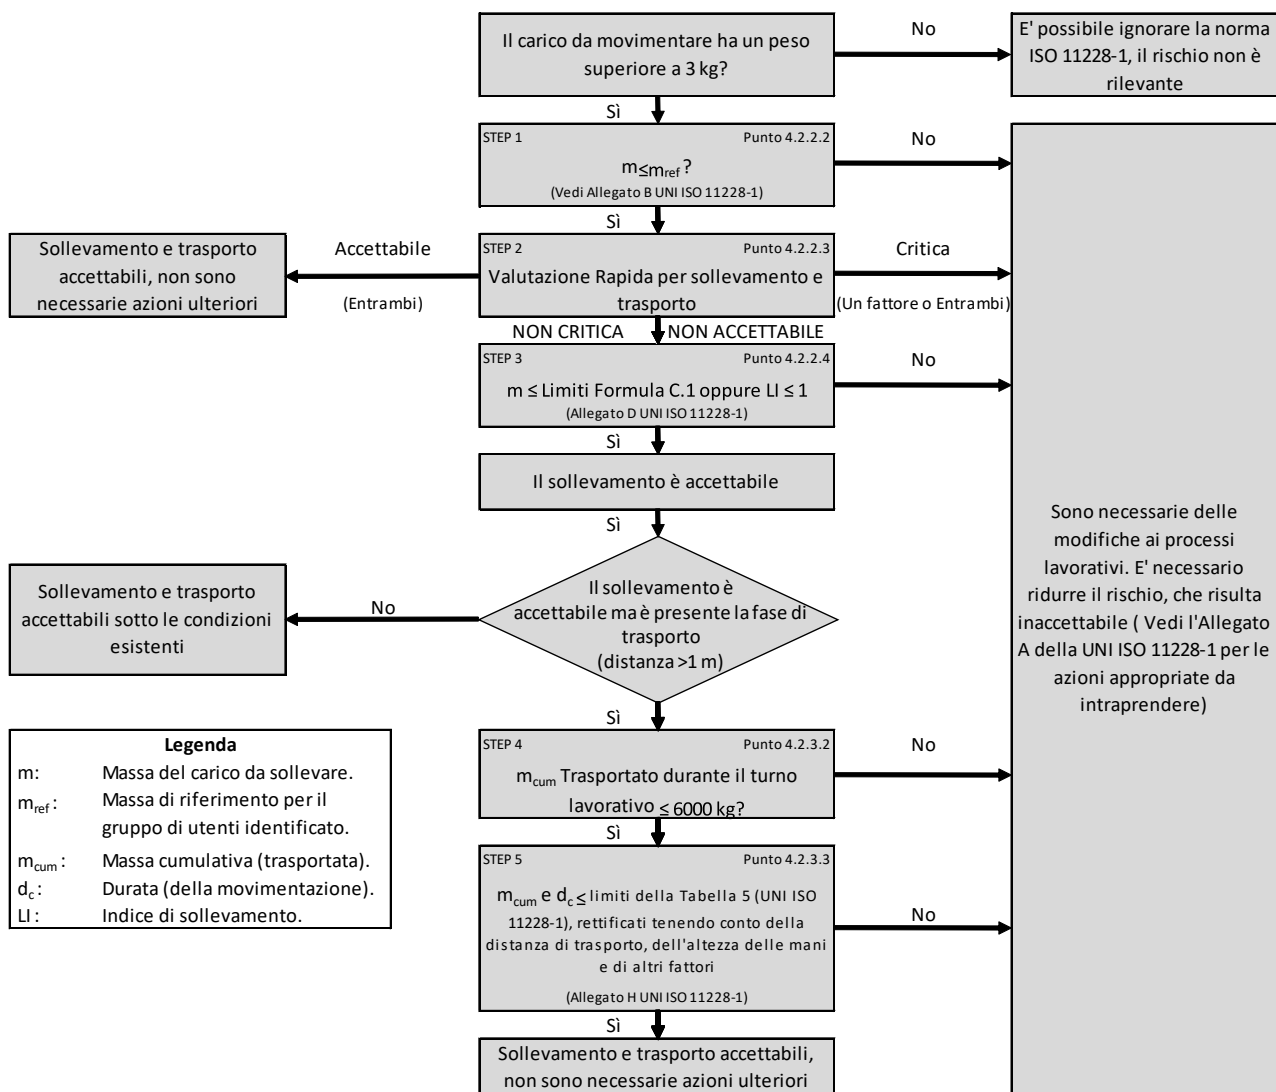 Il carico da movimentare ha un peso
superiore a 3 kg?
No
E' possibile ignorare la norma
ISO 11228-1, il rischio non è
rilevante
Sì
STEP 1
Punto 4.2.2.2
m≤mref ?
(Vedi Allegato B UNI ISO 11228-1)
No
Sì
Sollevamento e trasporto
accettabili, non sono
necessarie azioni ulteriori
Accettabile
(Entrambi)
STEP 2
Punto 4.2.2.3
Valutazione Rapida per sollevamento e
trasporto
Critica
(Un fattore o Entrambi)
NON CRITICA
NON ACCETTABILE
STEP 3
Punto 4.2.2.4
m ≤ Limiti Formula C.1 oppure LI ≤ 1
(Allegato D UNI ISO 11228-1)
No
Sì
Il sollevamento è accettabile
Sì
Sono necessarie delle
modifiche ai processi
lavorativi. E' necessario
ridurre il rischio, che risulta
inaccettabile ( Vedi l'Allegato
A della UNI ISO 11228-1 per le
azioni appropriate da
intraprendere)
Sollevamento e trasporto
accettabili sotto le condizioni
esistenti
No
Il sollevamento è
accettabile ma è presente la fase di
trasporto
(distanza >1 m)
Sì
STEP 4
Punto 4.2.3.2
mcum Trasportato durante il turno
lavorativo ≤ 6000 kg?
No
Sì
Legenda
m: Massa del carico da sollevare.
mref : Massa di riferimento per il
gruppo di utenti identificato.
mcum : Massa cumulativa (trasportata).
dc : Durata (della movimentazione).
LI : Indice di sollevamento.
STEP 5
Punto 4.2.3.3
mcum e dc ≤ limiti della Tabella 5 (UNI ISO
11228-1), rettificati tenendo conto della
distanza di trasporto, dell'altezza delle mani
e di altri fattori
(Allegato H UNI ISO 11228-1)
No
Sì
Sollevamento e trasporto accettabili,
non sono necessarie azioni ulteriori